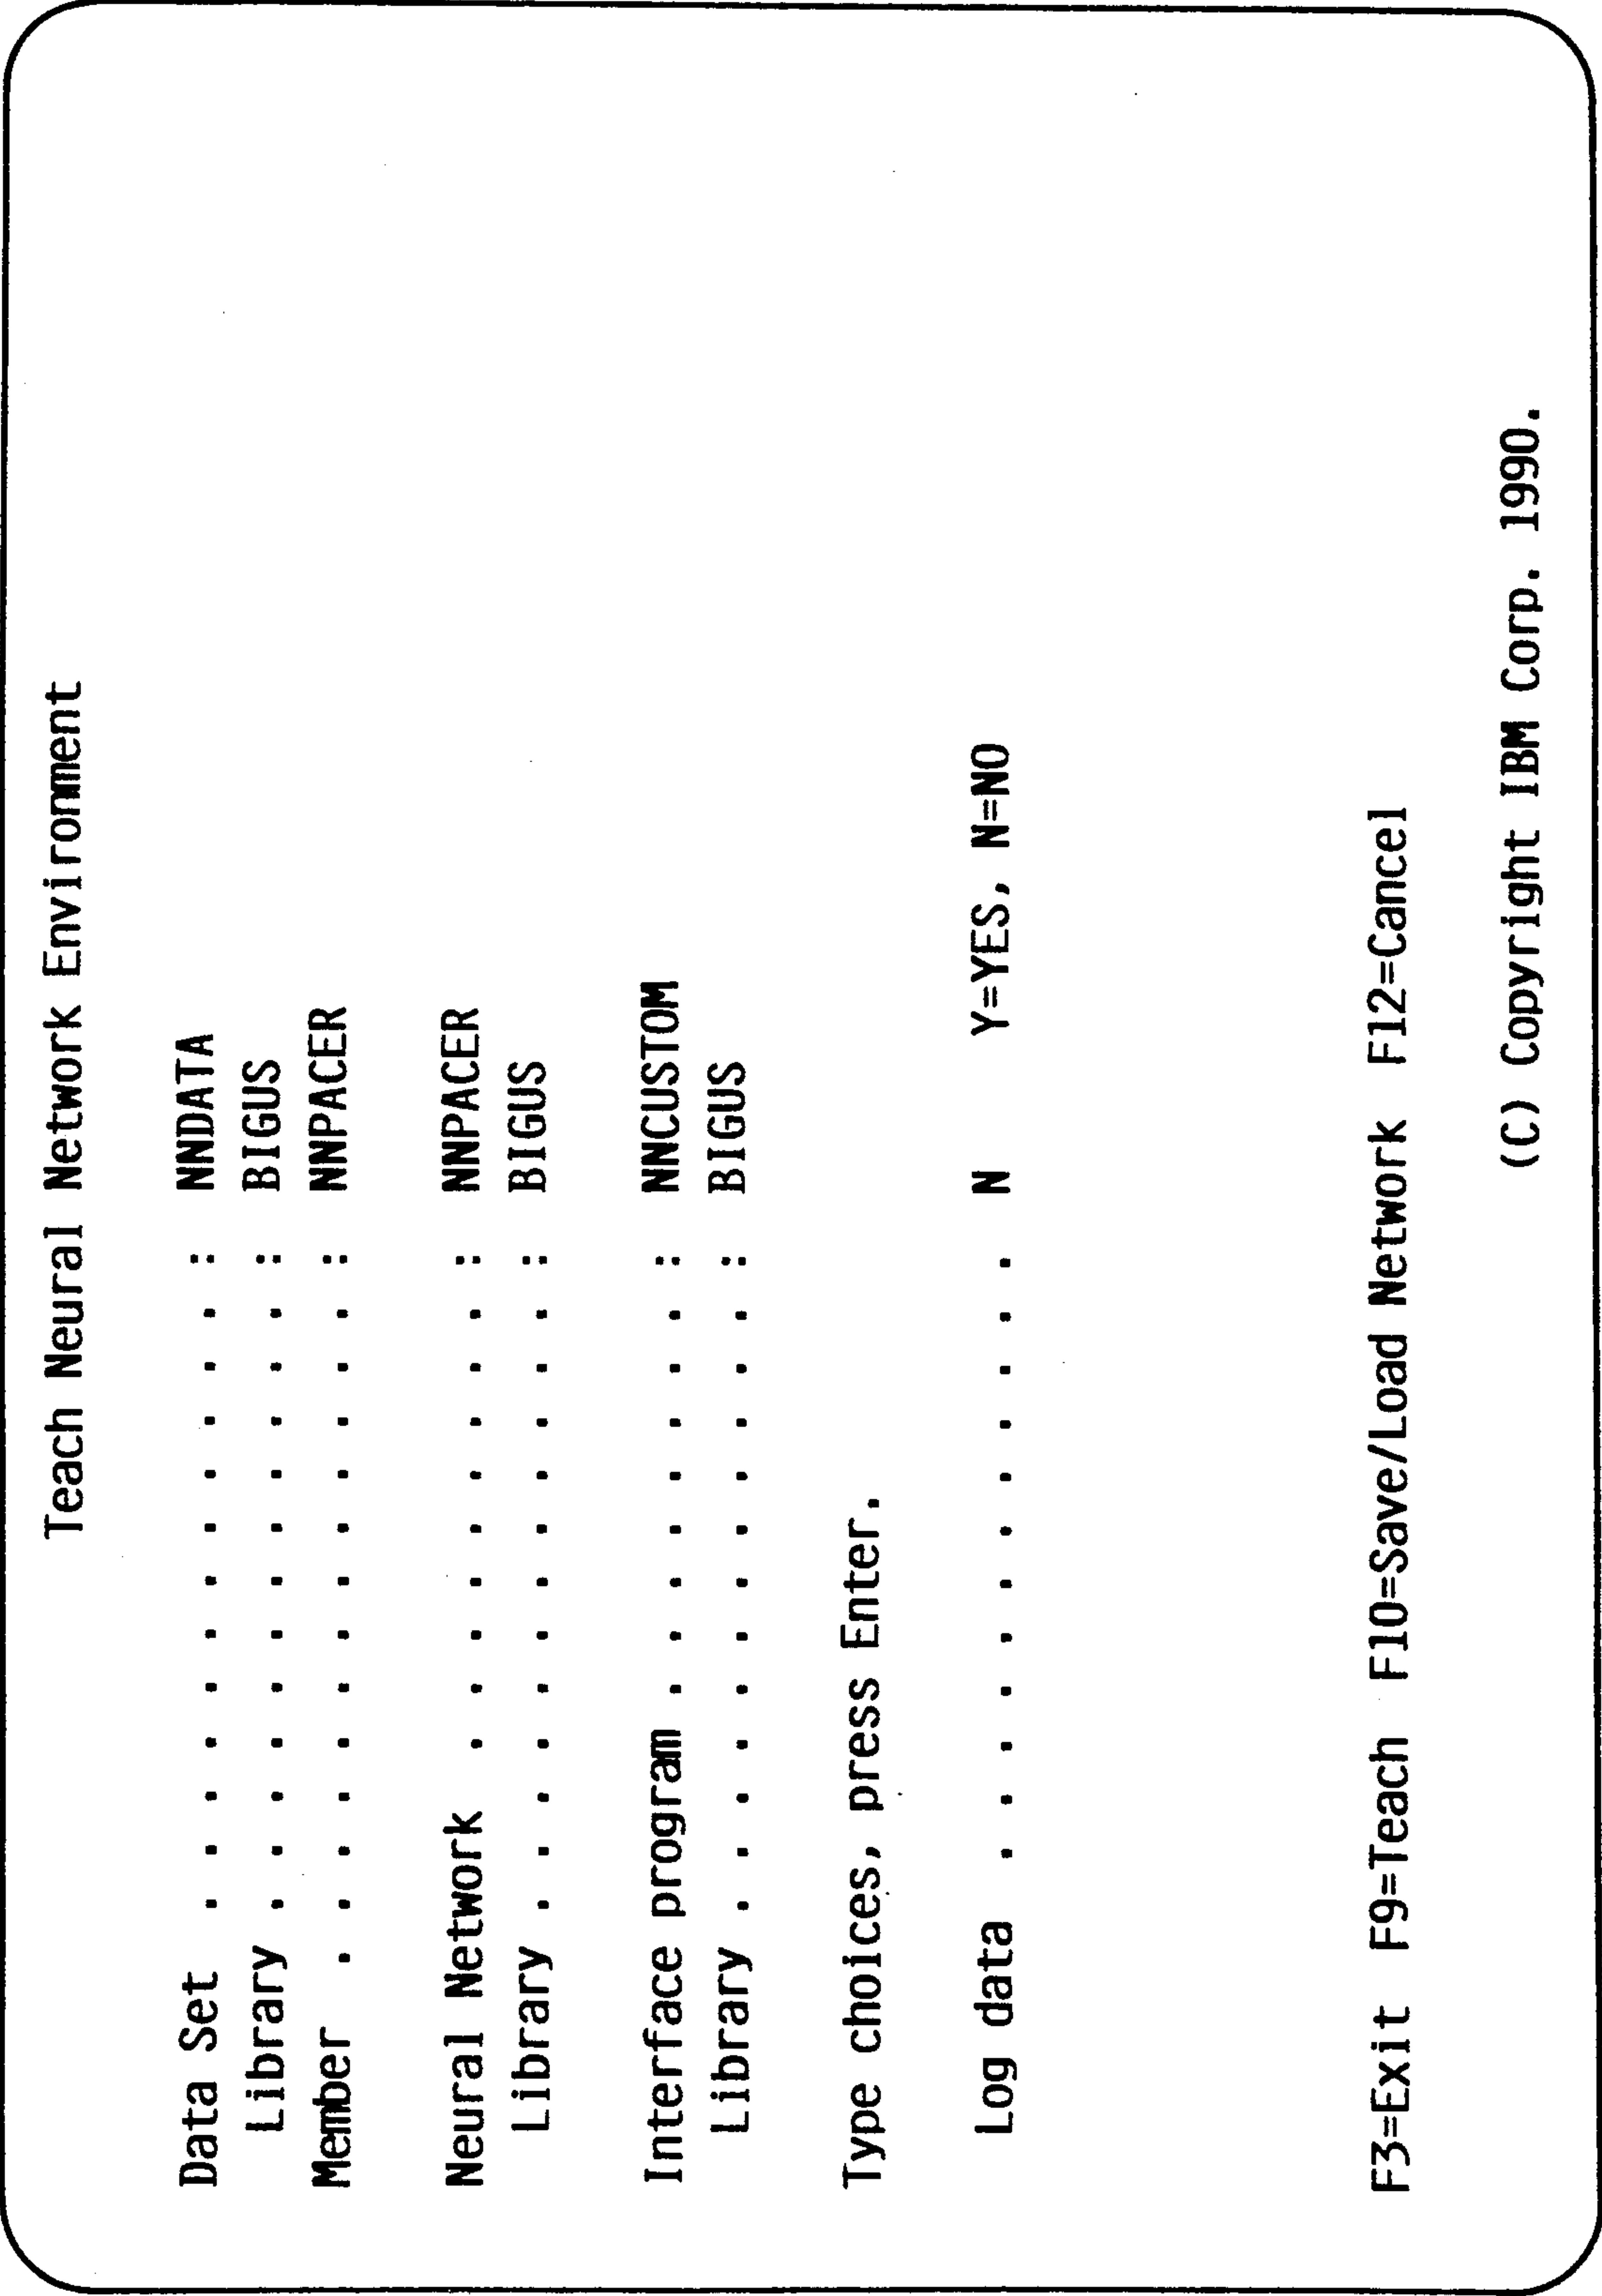 Teach Neural Network Environment
Data Set . . . . . . . . . . . . . : NNDATA
Library . . . . . . . . . . . . . : BIGUS
Member . . . . . . . . . . . . . . : NNPACER
Neural Network . . . . . . . . . . : NNPACER
Library . . . . . . . . . . . . . : BIGUS
Interface program . . . . . . . . . : NNCUSTOM
Library . . . . . . . . . . . . . : BIGUS
Type choices, press Enter.
Log data . . . . . . . . . . . . N Y=YES, N=NO
F3=Exit F9=Teach F10=Save/Load Network F12=Cancel
(C) Copyright IBM Corp. 1990.